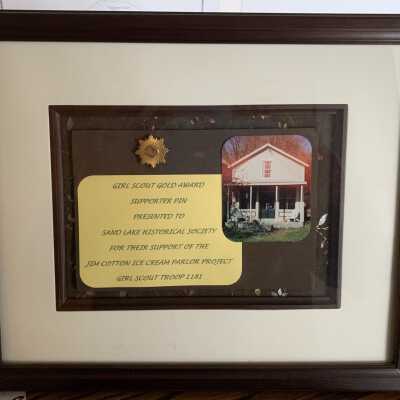 GIRL SCOUT GOLD AWARD
SUPPORTER PIN
PRESENTED TO
SAND LAKE HISTORICAL SOCIETY
FOR THEIR SUPPORT OF THE
JIM COTTON ICE CREAM PARLOR PROJECT
GIRL SCOUT TROOP 1181